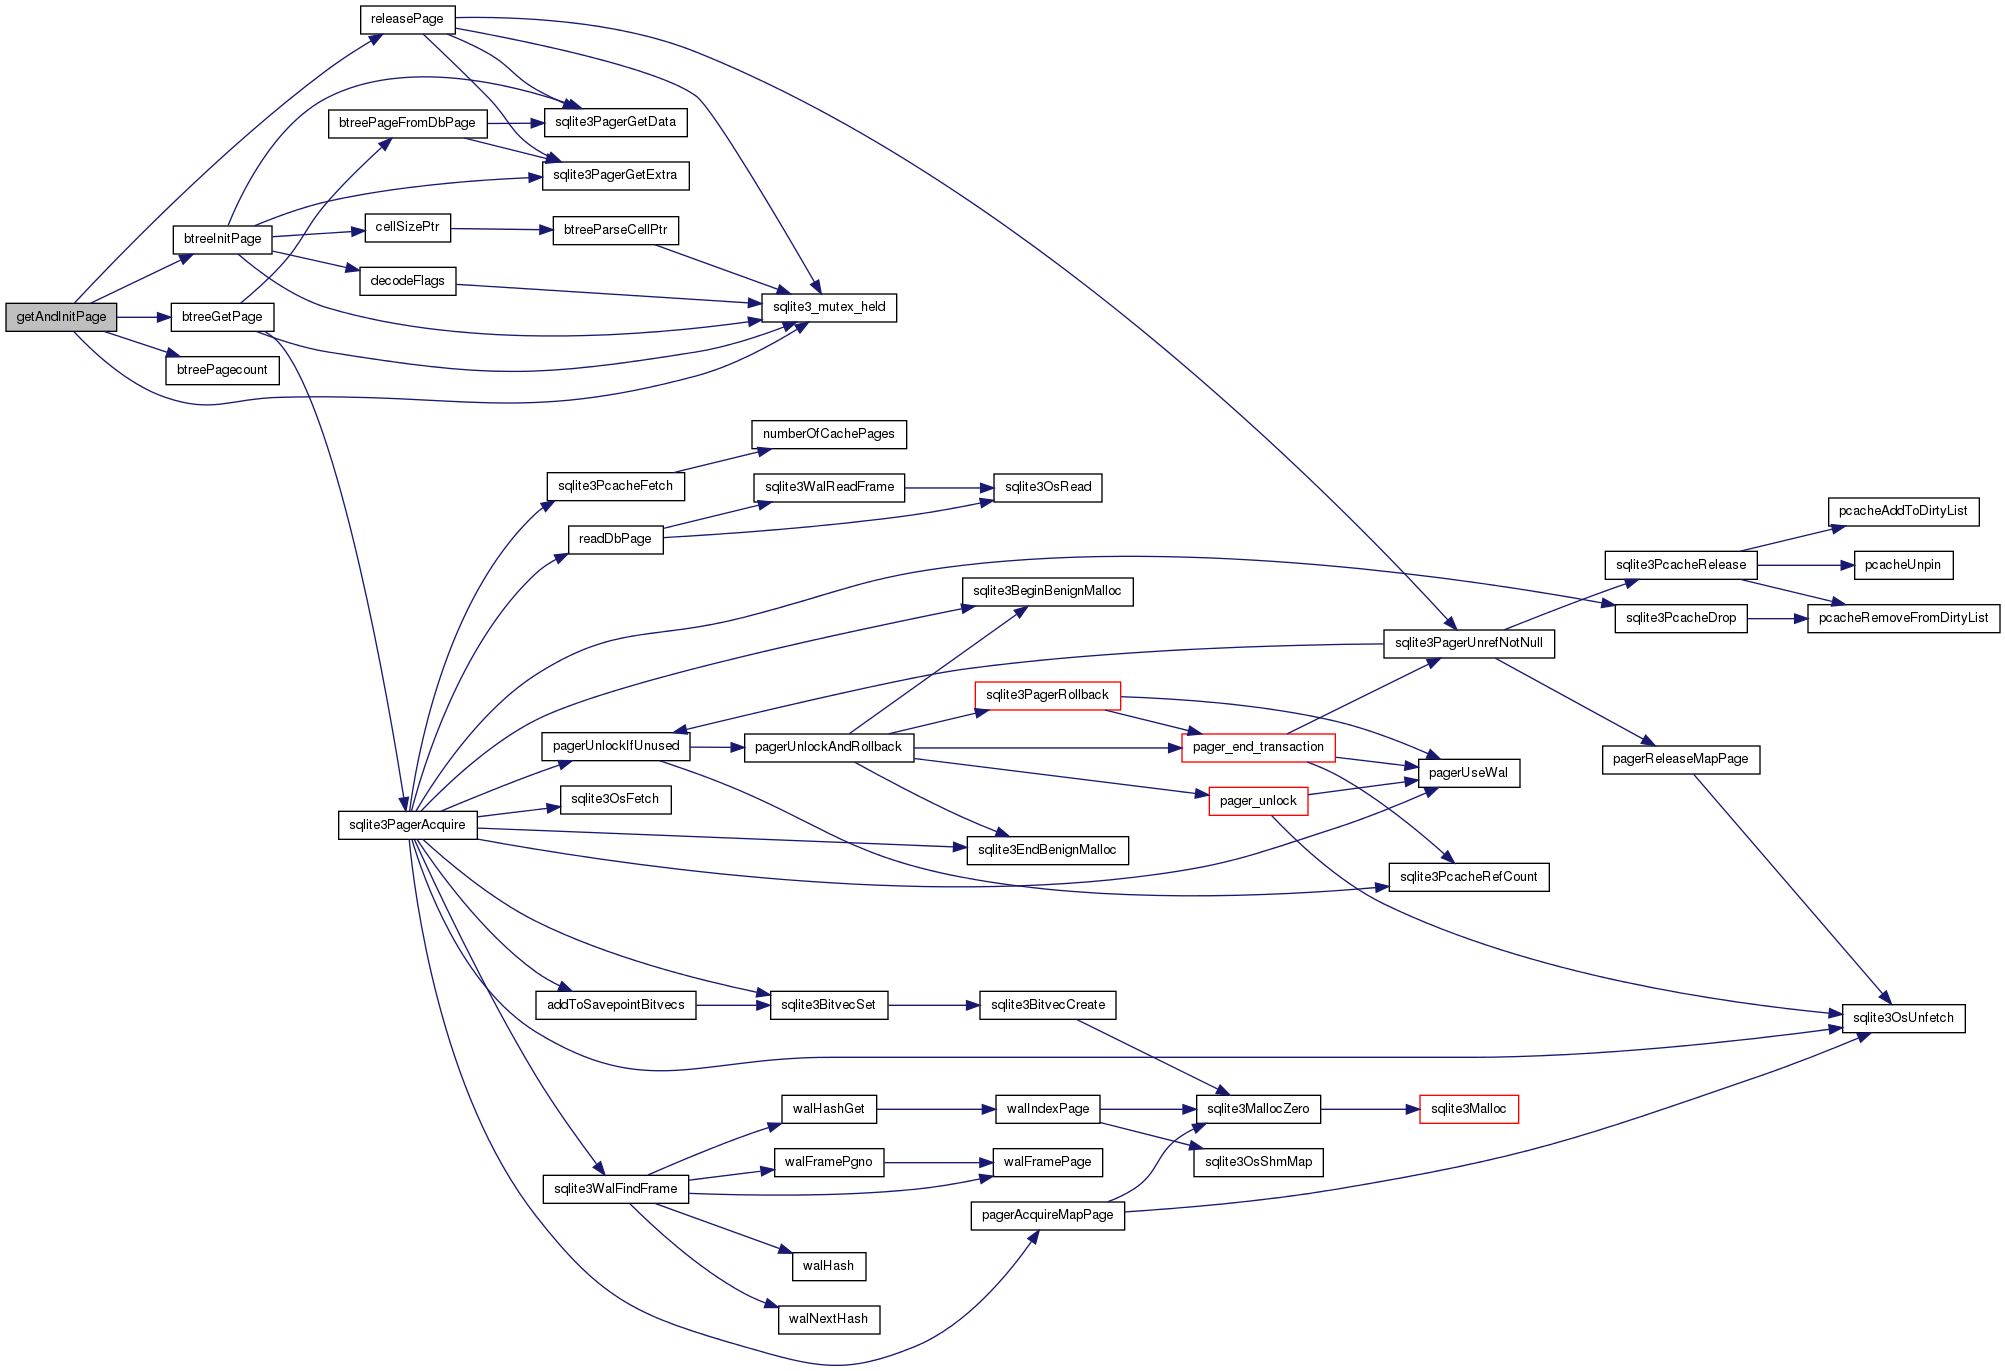 releasePage
btreePageFromDbPage
sqlite3PagerGetData
sqlite3PagerGetExtra
btreeInitPage
cellSizePtr
btreeParseCellPtr
decodeFlags
sqlite3_mutex_held
getAndInitPage
btreeGetPage
btreePagecount
numberOfCachePages
sqlite3PcacheFetch
sqlite3WalReadFrame
sqlite3OsRead
readDbPage
pcacheAddToDirtyList
sqlite3PcacheRelease
pcacheUnpin
sqlite3BeginBenignMalloc
sqlite3PcacheDrop
pcacheRemoveFromDirtyList
sqlite3PagerUnrefNotNull
sqlite3PagerRollback
pagerUnlockIfUnused
pagerUnlockAndRollback
pager_end_transaction
pagerReleaseMapPage
pagerUseWal
sqlite3OsFetch
pager_unlock
sqlite3PagerAcquire
sqlite3EndBenignMalloc
sqlite3PcacheRefCount
addToSavepointBitvecs
sqlite3BitvecSet
sqlite3BitvecCreate
sqlite3OsUnfetch
walHashGet
walIndexPage
sqlite3MallocZero
sqlite3Malloc
walFramePgno
walFramePage
sqlite3OsShmMap
sqlite3WalFindFrame
pagerAcquireMapPage
walHash
walNextHash